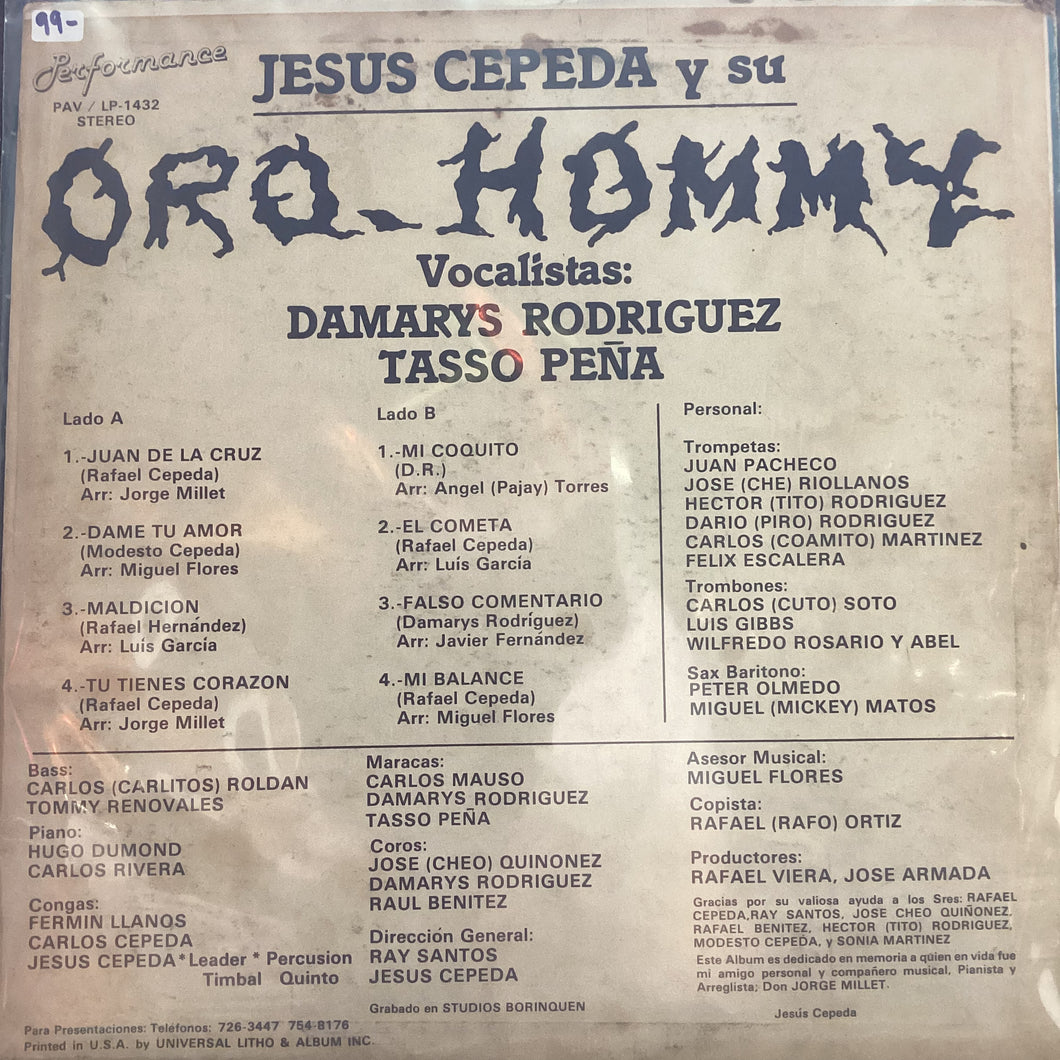 99-
Performance
PAV / LP-1432
STEREO
JESUS CEPEDA y su
ORQ. HOMMY
Vocalistas:
DAMARYS RODRIGUEZ
TASSO PEÑA
Lado A
1.-JUAN DE LA CRUZ
(Rafael Cepeda)
Arr: Jorge Millet
2.-DAME TU AMOR
(Modesto Cepeda)
Arr: Miguel Flores
3.-MALDICION
(Rafael Hernández)
Arr: Luís García
4.-TU TIENES CORAZON
(Rafael Cepeda)
Arr: Jorge Millet
Lado B
1.-MI COQUITO
(D.R.)
Arr: Angel (Pajay) Torres
2.-EL COMETA
(Rafael Cepeda)
Arr: Luís García
3.-FALSO COMENTARIO
(Damarys Rodríguez)
Arr: Javier Fernández
4.-MI BALANCE
(Rafael Cepeda)
Arr: Miguel Flores
Personal:
Trompetas:
JUAN PACHECO
JOSE (CHE) RIOLLANOS
HECTOR (TITO) RODRIGUEZ
DARIO (PIRO) RODRIGUEZ
CARLOS (COAMITO) MARTINEZ
FELIX ESCALERA
Trombones:
CARLOS (CUTO) SOTO
LUIS GIBBS
WILFREDO ROSARIO Y ABEL
Sax Baritono:
PETER OLMEDO
MIGUEL (MICKEY) MATOS
Bass:
CARLOS (CARLITOS) ROLDAN
TOMMY RENOVALES
Piano:
HUGO DUMOND
CARLOS RIVERA
Congas:
FERMIN LLANOS
CARLOS CEPEDA
JESUS CEPEDA*Leader * Percusion
Timbal Quinto
Maracas:
CARLOS MAUSO
DAMARYS RODRIGUEZ
TASSO PEÑA
Coros:
JOSE (CHEO) QUINONEZ
DAMARYS RODRIGUEZ
RAUL BENITEZ
Dirección General:
RAY SANTOS
JESUS CEPEDA
Grabado en STUDIOS BORINQUEN
Asesor Musical:
MIGUEL FLORES
Copista:
RAFAEL (RAFO) ORTIZ
Productores:
RAFAEL VIERA, JOSE ARMADA
Gracias por su valiosa ayuda a los Sres: RAFAEL
CEPEDA,RAY SANTOS, JOSE CHEO QUIÑONEZ.
RAFAEL BENITEZ, HECTOR (TITO) RODRIGUEZ,
MODESTO CEPEDA, y SONIA MARTINEZ
Este Album es dedicado en memoria a qúien en vida fue
mi amigo personal y compañero musical, Pianista y
Arreglista; Don JORGE MILLET.
Jesús Cepeda
Para Presentaciones: Teléfonos: 726-3447 754-8176
Printed in U.S.A. by UNIVERSAL LITHO & ALBUM INC.